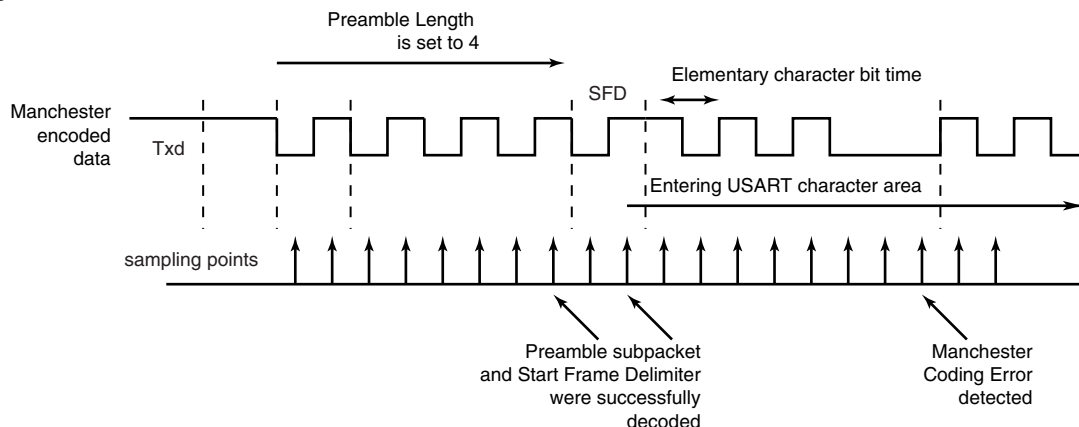 Preamble Length
is set to 4
Elementary character bit time
SFD
Manchester
encoded
data
Txd
Entering USART character area
sampling points
Preamble subpacket
and Start Frame Delimiter
were successfully
decoded
Manchester
Coding Error
detected